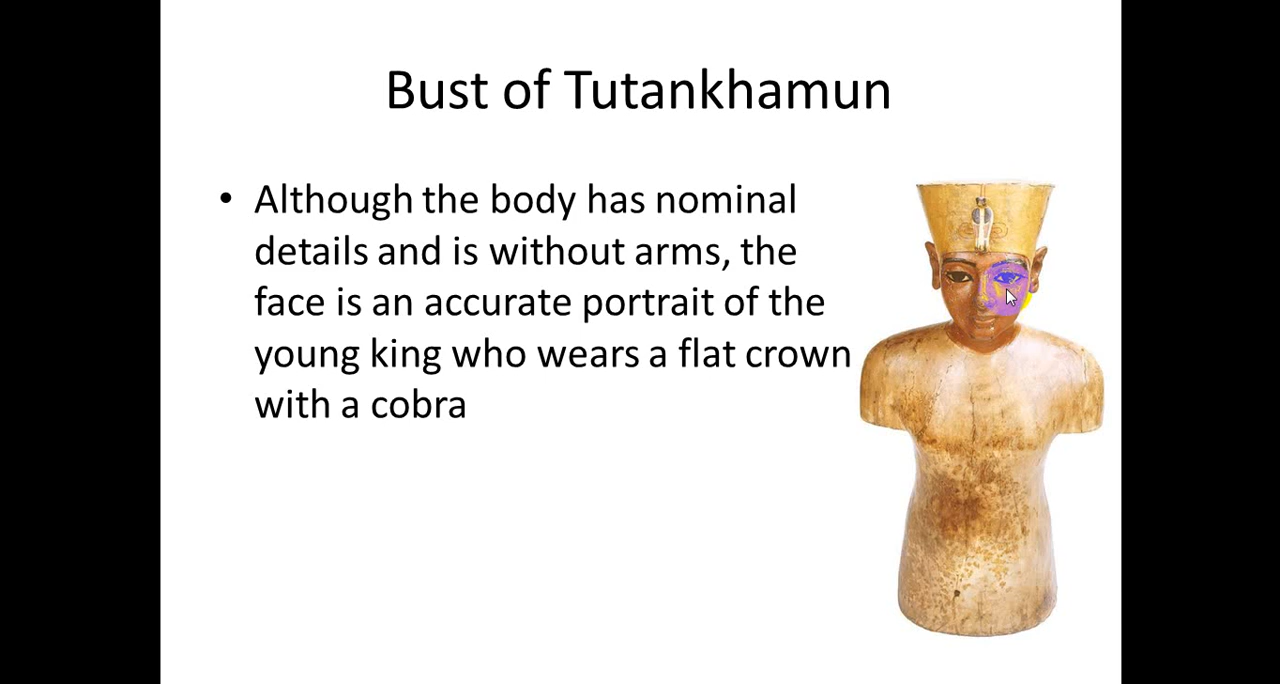 Bust of Tutankhamun
• Although the body has nominal
details and is without arms, the
face is an accurate portrait of the
young king who wears a flat crown
with a cobra